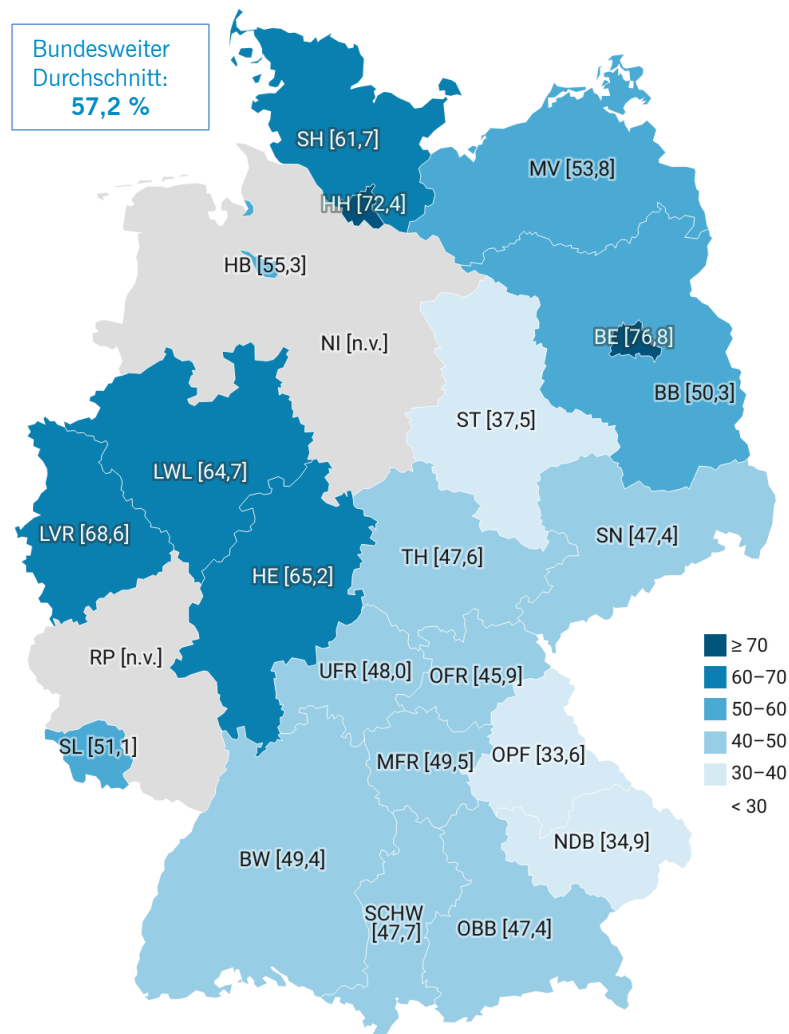 Bundesweiter
Durchschnitt:
57,2 %
SH [61,7]
MV [53,8]
HH [72,4]
HB [55,3]
BE [76,8]
NI [n.v.]
BB [50,3]
ST [37,5]
LWL [64,7]
LVR [68,6]
SN [47,4]
TH [47,6]
HE [65,2]
RP [n.v.]
UFR [48,0]
OFR [45,9]
SL [51,1]
OPF [33,6]
MFR [49,5]
NDB [34,9]
BW [49,4]
SCHW
[47,7]
OBB [47,4]
≥ 70
60–70
50–60
40–50
30–40
< 30